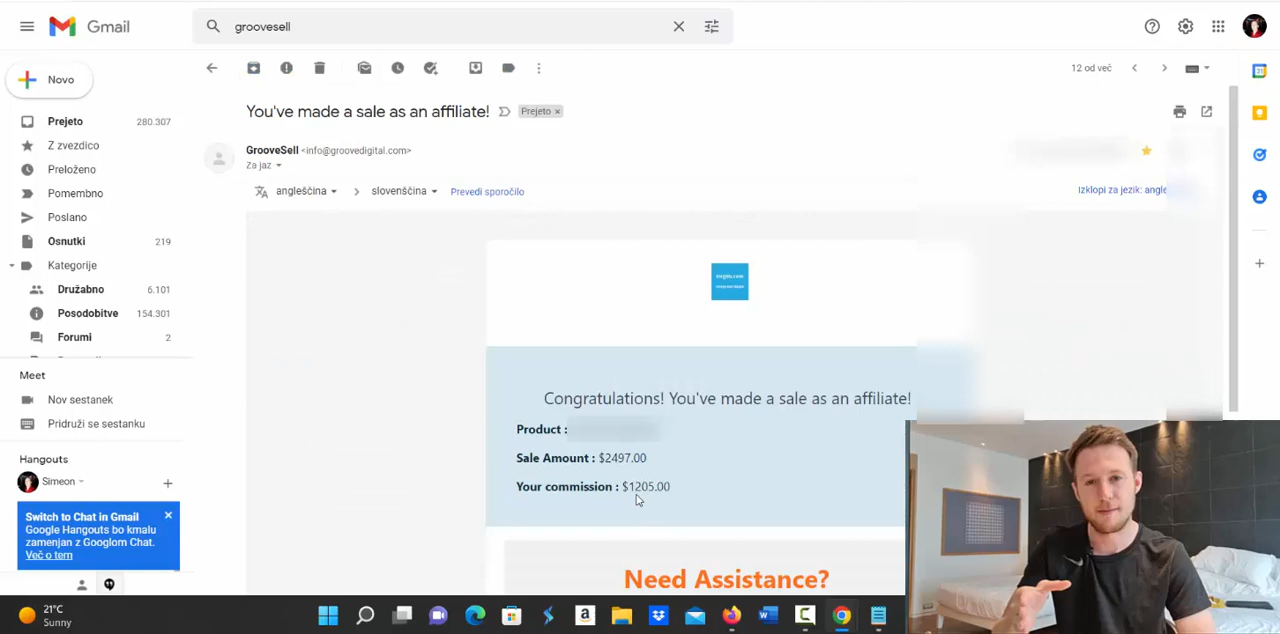 Gmail
groovesell
Novo
12 od več
You've made a sale as an affiliate!
Prejeto ×
Prejeto 280.307
Z zvezdico
Preloženo
Pomembno
Poslano
Osnutki 219
Kategorije
Družabno 6.101
Posodobitve 154.301
Forumi 2
GrooveSell <info@groovedigital.com>
Za jaz
angleščina > slovenščina Prevedi sporočilo
Izklopi za jezik: angle
Congratulations! You've made a sale as an affiliate!
Product :
Sale Amount : $2497.00
Your commission : $1205.00
Need Assistance?
Meet
Nov sestanek
Pridruži se sestanku
Hangouts
Simeon
Switch to Chat in Gmail
Google Hangouts bo kmalu
zamenjan z Googlom Chat.
Več o tem
21°C
Sunny